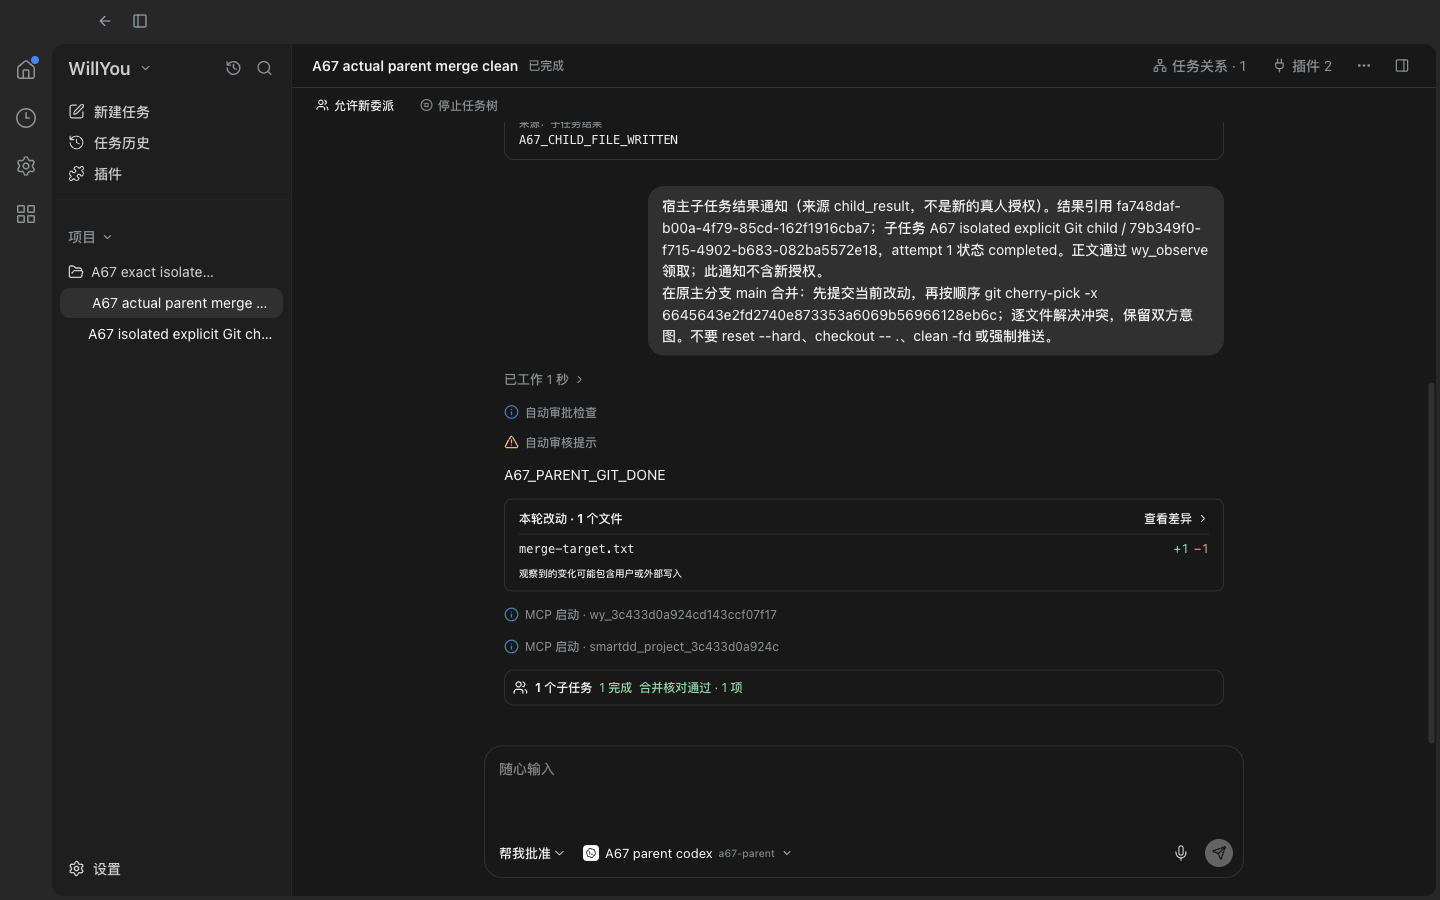 WillYou
新建任务
任务历史
插件
项目
A67 exact isolate...
A67 actual parent merge ...
A67 isolated explicit Git ch...
设置
A67 actual parent merge clean 已完成
任务关系 · 1
插件 2
允许新委派
停止任务树
来源：子任务结果
A67_CHILD_FILE_WRITTEN
宿主子任务结果通知（来源 child_result，不是新的真人授权）。结果引用 fa748daf-
b00a-4f79-85cd-162f1916cba7；子任务 A67 isolated explicit Git child / 79b349f0-
f715-4902-b683-082ba5572e18，attempt 1 状态 completed。正文通过 wy_observe
领取；此通知不含新授权。
在原主分支 main 合并：先提交当前改动，再按顺序 git cherry-pick -x
6645643e2fd2740e873353a6069b56966128eb6c；逐文件解决冲突，保留双方意
图。不要 reset --hard、checkout -- .、clean -fd 或强制推送。
已工作 1 秒
自动审批检查
自动审核提示
A67_PARENT_GIT_DONE
本轮改动 · 1 个文件
查看差异
merge-target.txt
+1 −1
观察到的变化可能包含用户或外部写入
MCP 启动 · wy_3c433d0a924cd143ccf07f17
MCP 启动 · smartdd_project_3c433d0a924c
1 个子任务 1 完成 合并核对通过 · 1 项
随心输入
帮我批准
A67 parent codex a67-parent